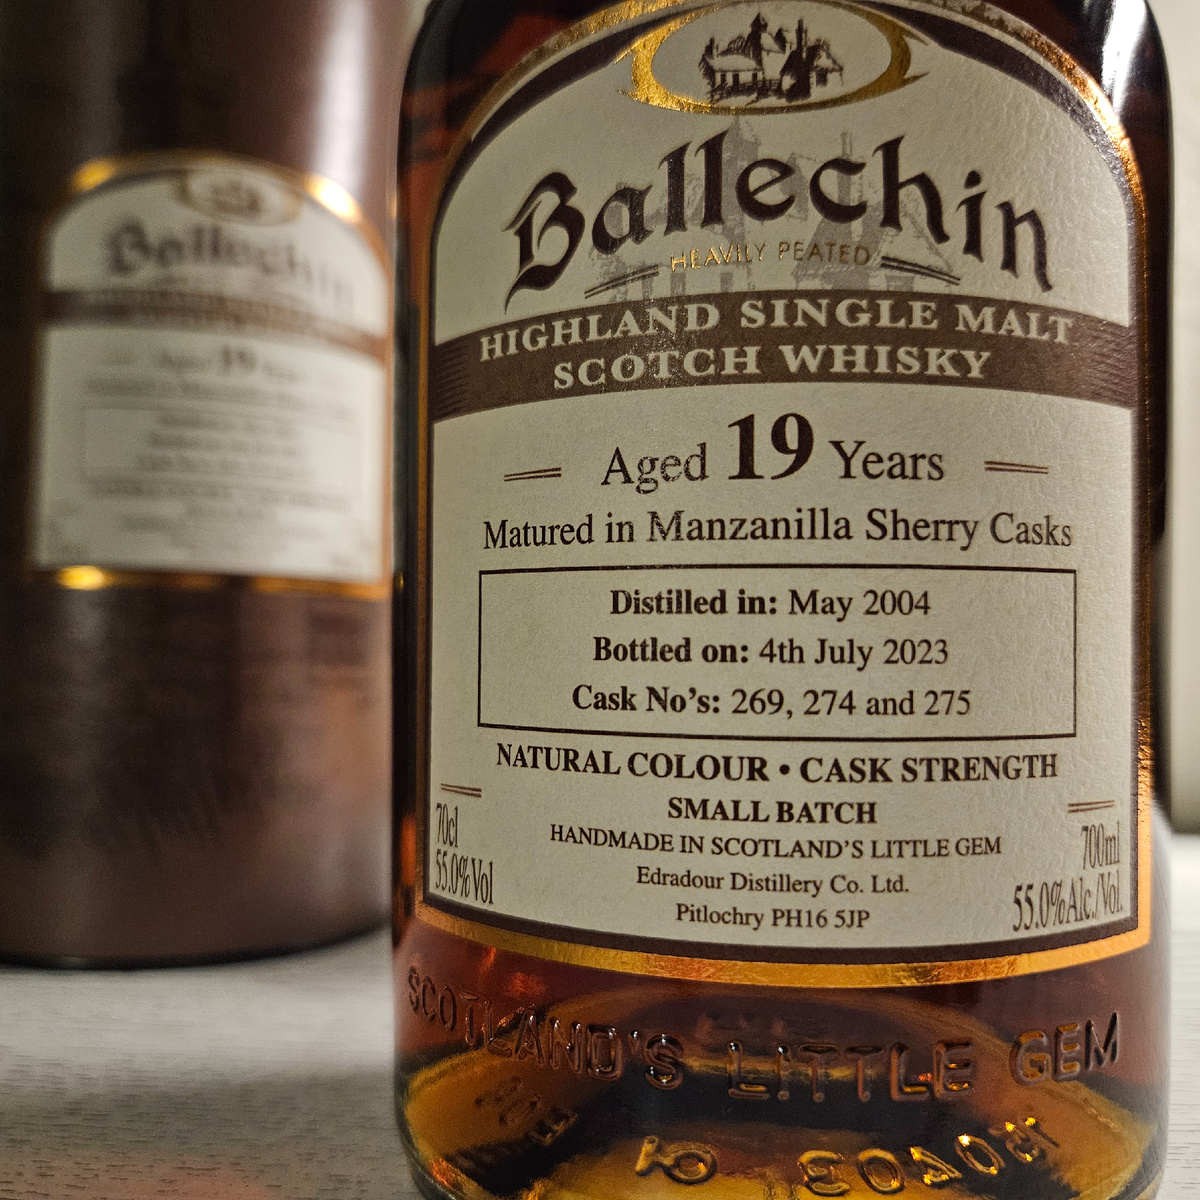 Ballechin
HEAVILY PEATED
HIGHLAND SINGLE MALT
SCOTCH WHISKY
Aged 19 Years
Matured in Manzanilla Sherry Casks
Distilled in: May 2004
Bottled on: 4th July 2023
Cask No's: 269, 274 and 275
NATURAL COLOUR • CASK STRENGTH
SMALL BATCH
HANDMADE IN SCOTLAND'S LITTLE GEM
Edradour Distillery Co. Ltd.
Pitlochry PH16 5JP
70cl
55.0%Vol
700ml
55.0%Alc./Vol.
SCOTLAND'S LITTLE GEM
Ballechin
Aged 19 Years